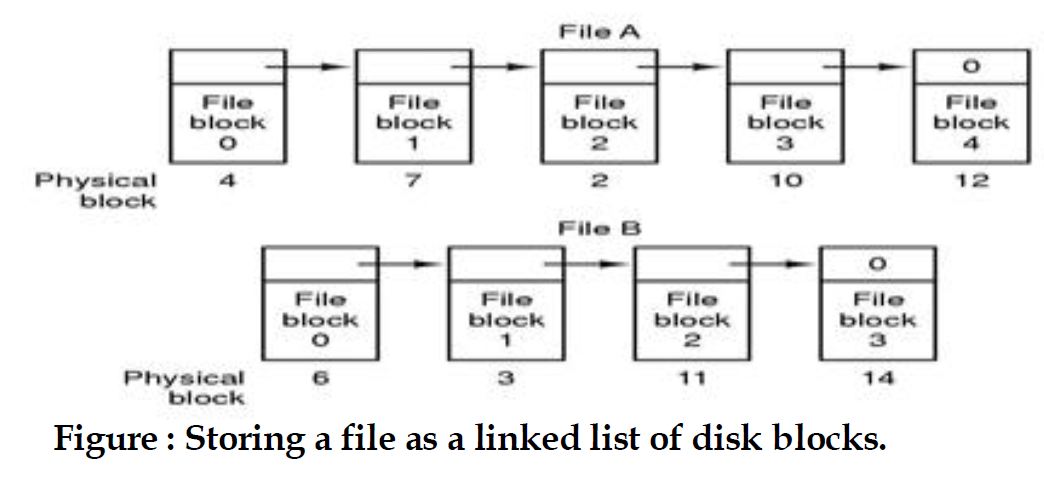 File A
0
File block 0
File block 1
File block 2
File block 3
File block 4
Physical block
4 7 2 10 12
File B
0
File block 0
File block 1
File block 2
File block 3
Physical block
6 3 11 14
Figure : Storing a file as a linked list of disk blocks.